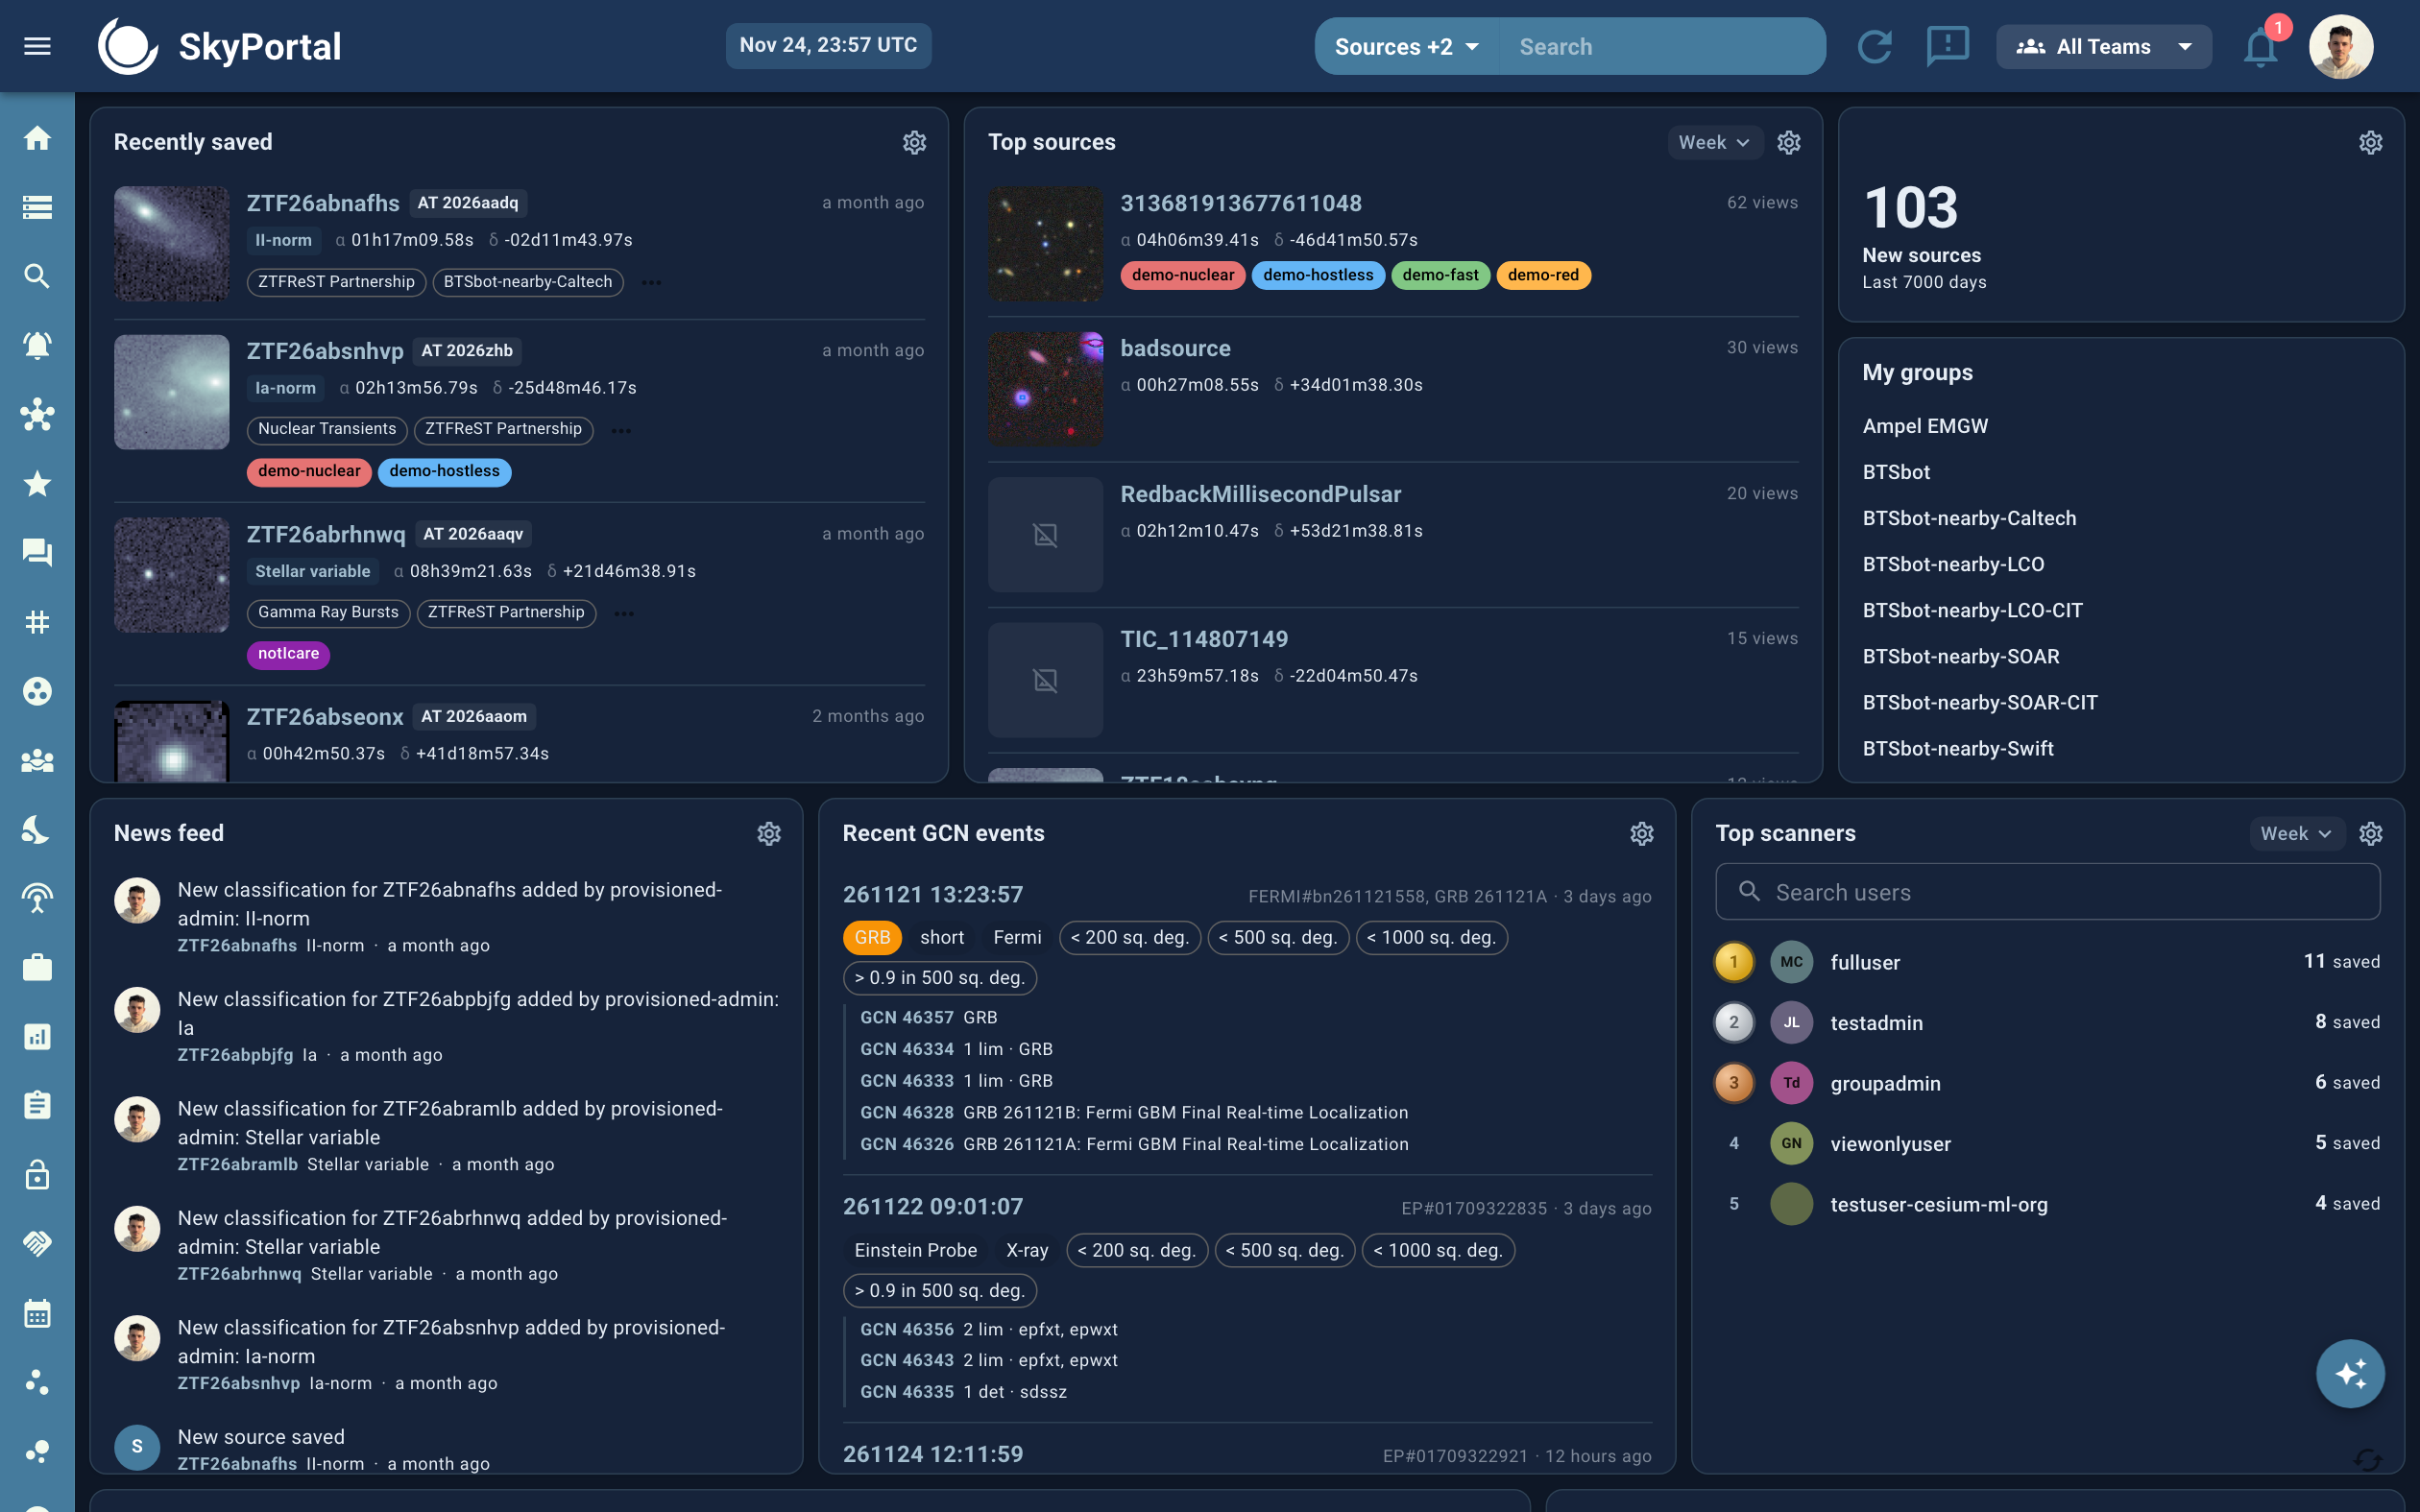 SkyPortal
Nov 24, 23:57 UTC
Sources +2
Search
All Teams
1
Recently saved
ZTF26abnafhs AT 2026aadq
a month ago
II-norm α 01h17m09.58s δ -02d11m43.97s
ZTFReST Partnership BTSbot-nearby-Caltech ...
ZTF26absnhvp AT 2026zhb
a month ago
Ia-norm α 02h13m56.79s δ -25d48m46.17s
Nuclear Transients ZTFReST Partnership ...
demo-nuclear demo-hostless
ZTF26abrhnwq AT 2026aaqv
a month ago
Stellar variable α 08h39m21.63s δ +21d46m38.91s
Gamma Ray Bursts ZTFReST Partnership ...
notIcare
ZTF26abseonx AT 2026aaom
2 months ago
α 00h42m50.37s δ +41d18m57.34s
Top sources
Week
313681913677611048
62 views
α 04h06m39.41s δ -46d41m50.57s
demo-nuclear demo-hostless demo-fast demo-red
badsource
30 views
α 00h27m08.55s δ +34d01m38.30s
RedbackMillisecondPulsar
20 views
α 02h12m10.47s δ +53d21m38.81s
TIC_114807149
15 views
α 23h59m57.18s δ -22d04m50.47s
103
New sources
Last 7000 days
My groups
Ampel EMGW
BTSbot
BTSbot-nearby-Caltech
BTSbot-nearby-LCO
BTSbot-nearby-LCO-CIT
BTSbot-nearby-SOAR
BTSbot-nearby-SOAR-CIT
BTSbot-nearby-Swift
News feed
New classification for ZTF26abnafhs added by provisioned-
admin: II-norm
ZTF26abnafhs II-norm · a month ago
New classification for ZTF26abpbjfg added by provisioned-admin:
Ia
ZTF26abpbjfg Ia · a month ago
New classification for ZTF26abramlb added by provisioned-
admin: Stellar variable
ZTF26abramlb Stellar variable · a month ago
New classification for ZTF26abrhnwq added by provisioned-
admin: Stellar variable
ZTF26abrhnwq Stellar variable · a month ago
New classification for ZTF26absnhvp added by provisioned-
admin: Ia-norm
ZTF26absnhvp Ia-norm · a month ago
S
New source saved
ZTF26abnafhs II-norm · a month ago
Recent GCN events
261121 13:23:57
FERMI#bn261121558, GRB 261121A · 3 days ago
GRB short Fermi < 200 sq. deg. < 500 sq. deg. < 1000 sq. deg.
> 0.9 in 500 sq. deg.
GCN 46357 GRB
GCN 46334 1 lim · GRB
GCN 46333 1 lim · GRB
GCN 46328 GRB 261121B: Fermi GBM Final Real-time Localization
GCN 46326 GRB 261121A: Fermi GBM Final Real-time Localization
261122 09:01:07
EP#01709322835 · 3 days ago
Einstein Probe X-ray < 200 sq. deg. < 500 sq. deg. < 1000 sq. deg.
> 0.9 in 500 sq. deg.
GCN 46356 2 lim · epfxt, epwxt
GCN 46343 2 lim · epfxt, epwxt
GCN 46335 1 det · sdssz
261124 12:11:59
EP#01709322921 · 12 hours ago
Top scanners
Week
Search users
1 MC fulluser 11 saved
2 JL testadmin 8 saved
3 Td groupadmin 6 saved
4 GN viewonlyuser 5 saved
5 testuser-cesium-ml-org 4 saved